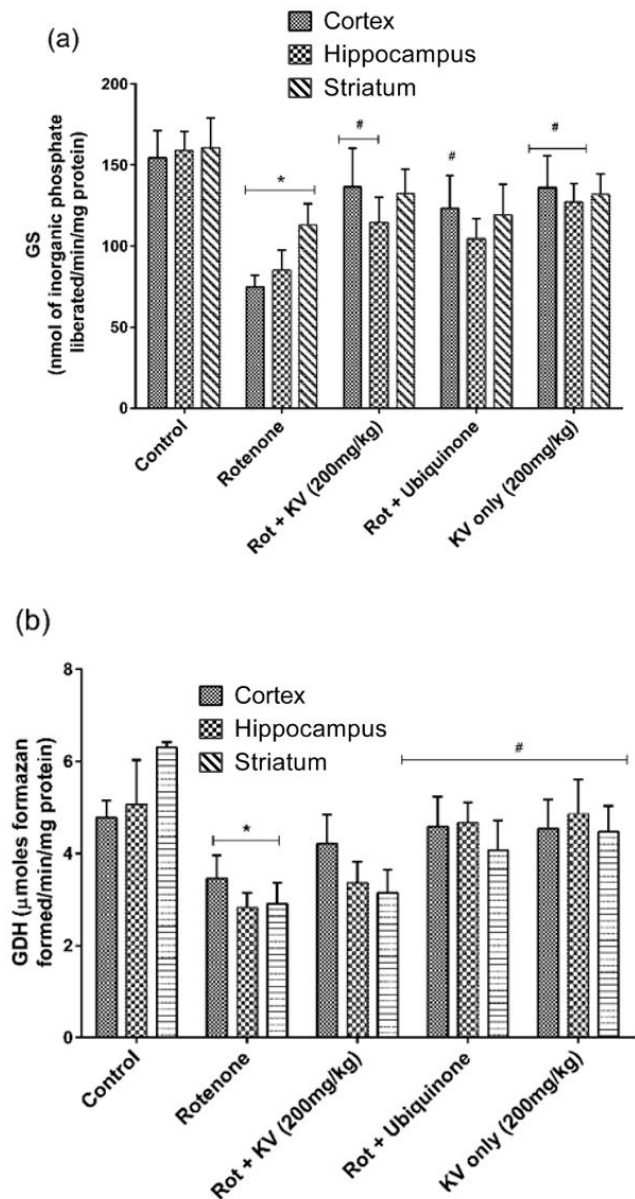 (a)
Cortex
Hippocampus
Striatum
GS
(nmol of inorganic phosphate
liberated/min/mg protein)
200
150
100
50
0
*
#
#
#
Control
Rotenone
Rot + KV (200mg/kg)
Rot + Ubiquinone
KV only (200mg/kg)
(b)
Cortex
Hippocampus
Striatum
GDH (μmoles formazan
formed/min/mg protein)
8
6
4
2
0
*
#
Control
Rotenone
Rot + KV (200mg/kg)
Rot + Ubiquinone
KV only (200mg/kg)